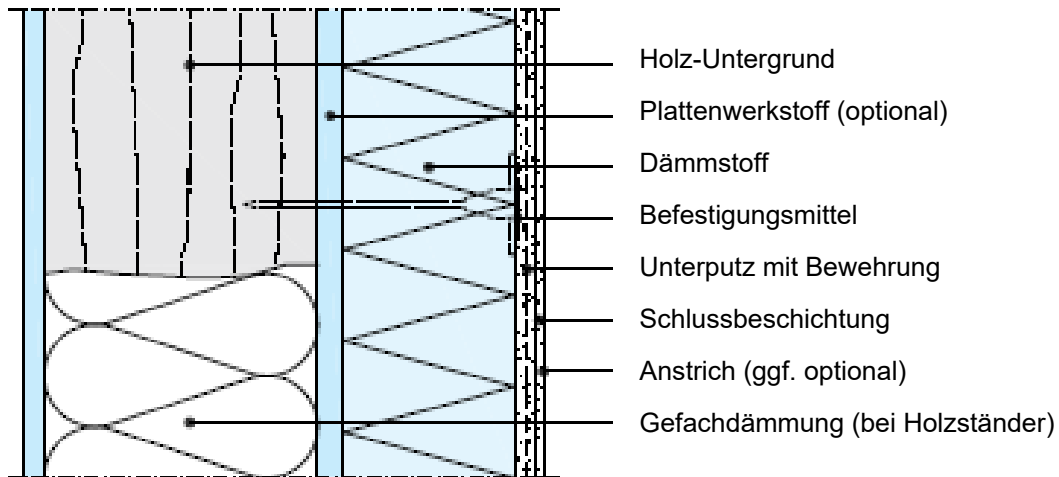 Holz-Untergrund
Plattenwerkstoff (optional)
Dämmstoff
Befestigungsmittel
Unterputz mit Bewehrung
Schlussbeschichtung
Anstrich (ggf. optional)
Gefachdämmung (bei Holzständer)